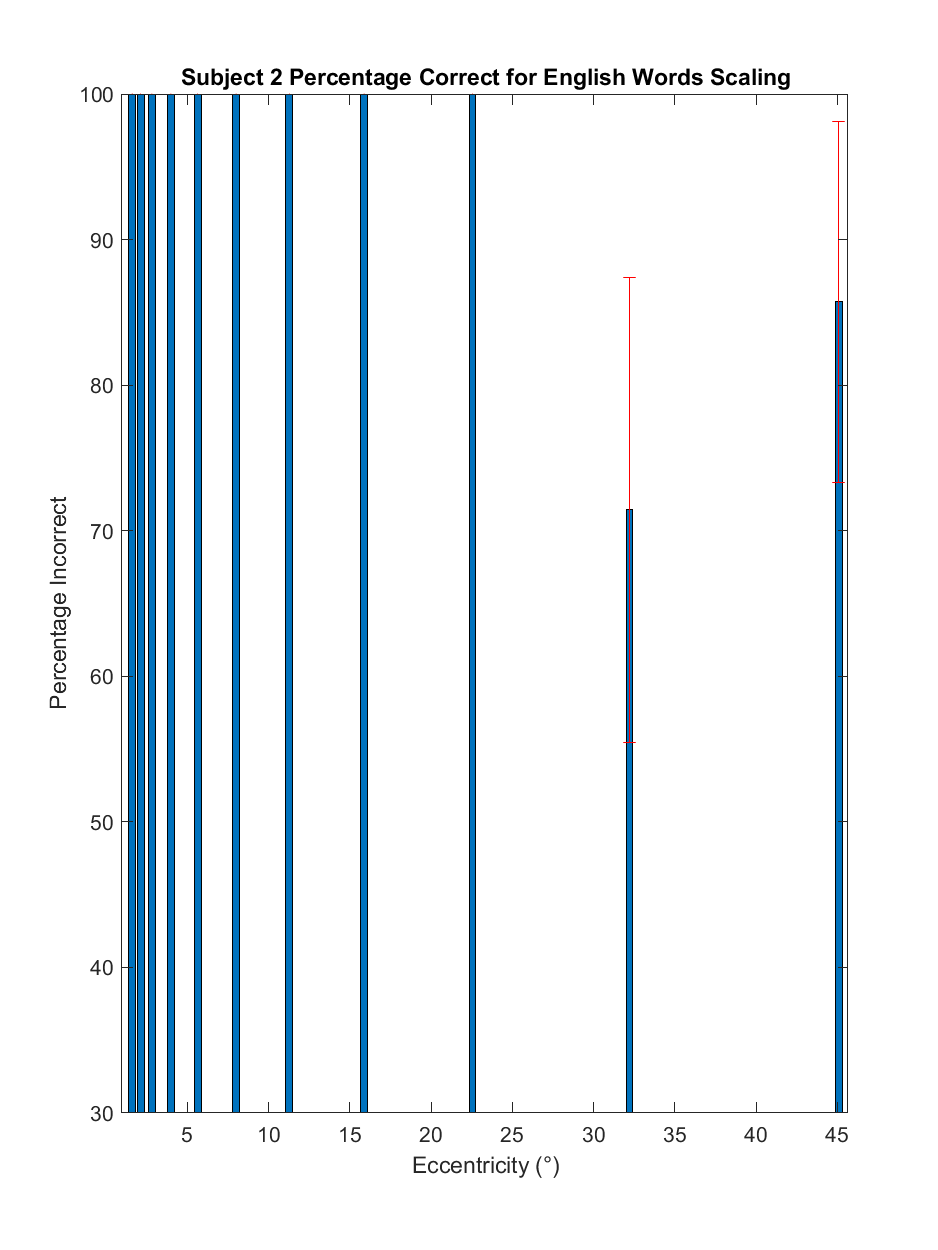 Subject 2 Percentage Correct for English Words Scaling
100
90
80
70
60
50
40
30
Percentage Incorrect
5 10 15 20 25 30 35 40 45
Eccentricity (°)